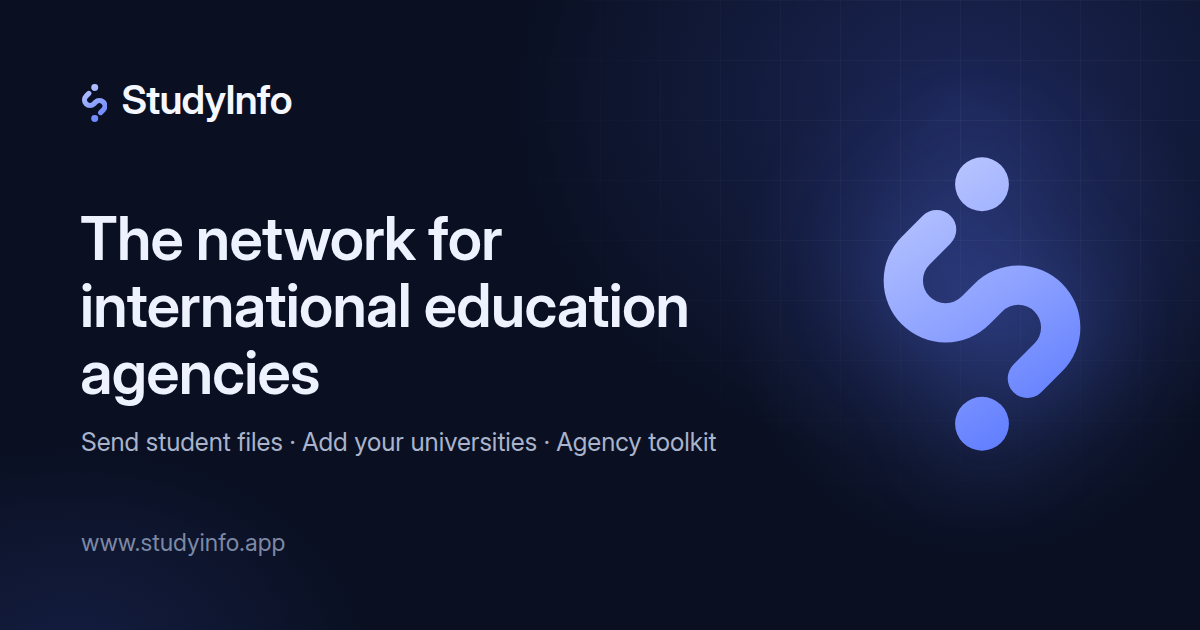 StudyInfo
The network for
international education
agencies
Send student files · Add your universities · Agency toolkit
www.studyinfo.app